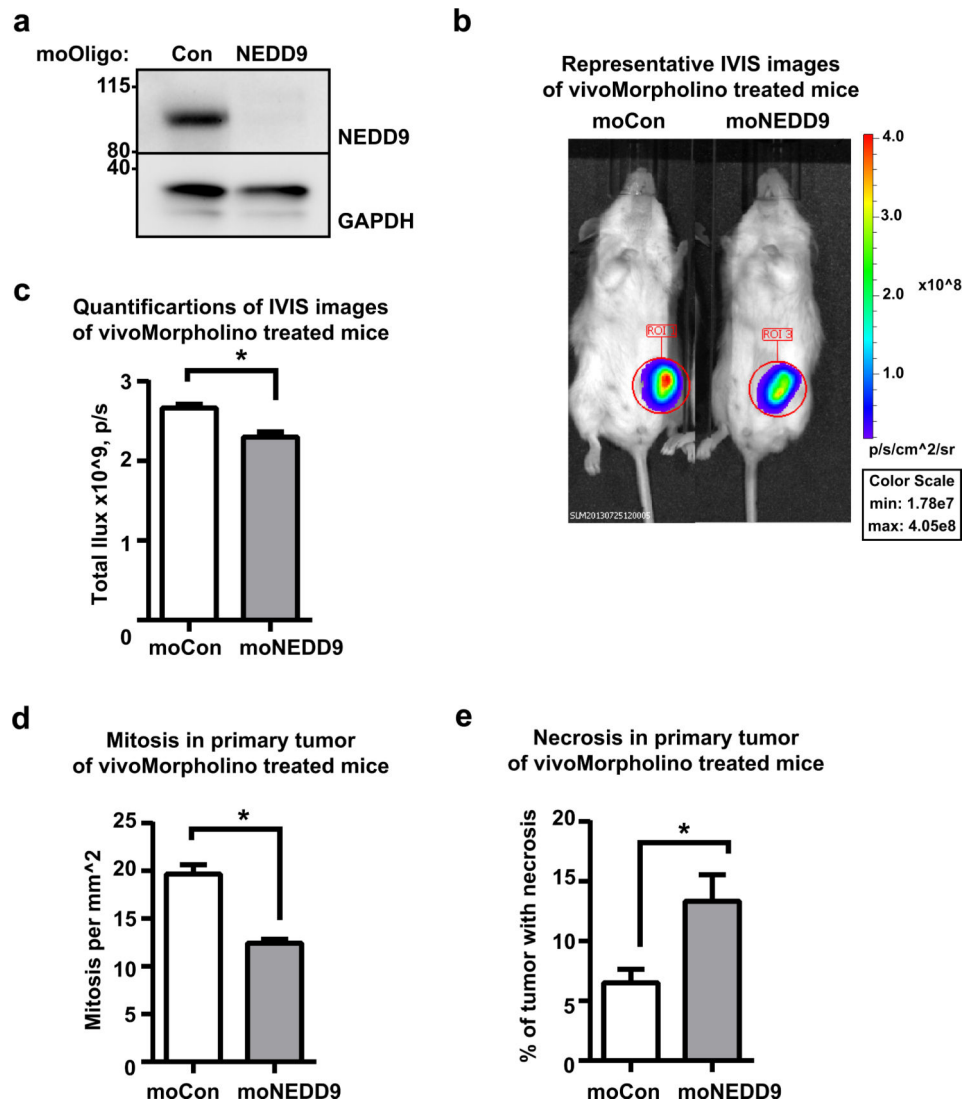 a
moOligo: Con NEDD9
115
80
NEDD9
40
GAPDH
b
Representative IVIS images
of vivoMorpholino treated mice
moCon moNEDD9
4.0
3.0
2.0
x10^8
1.0
ROI 3
p/s/cm^2/sr
Color Scale
min: 1.78e7
max: 4.05e8
SLM20130725120005
c
Quantificartions of IVIS images
of vivoMorpholino treated mice
*
Total llux x10^9, p/s
3
2
1
0
moCon moNEDD9
d
Mitosis in primary tumor
of vivoMorpholino treated mice
*
Mitosis per mm^2
25
20
15
10
5
0
moCon moNEDD9
e
Necrosis in primary tumor
of vivoMorpholino treated mice
*
% of tumor with necrosis
20
15
10
5
0
moCon moNEDD9